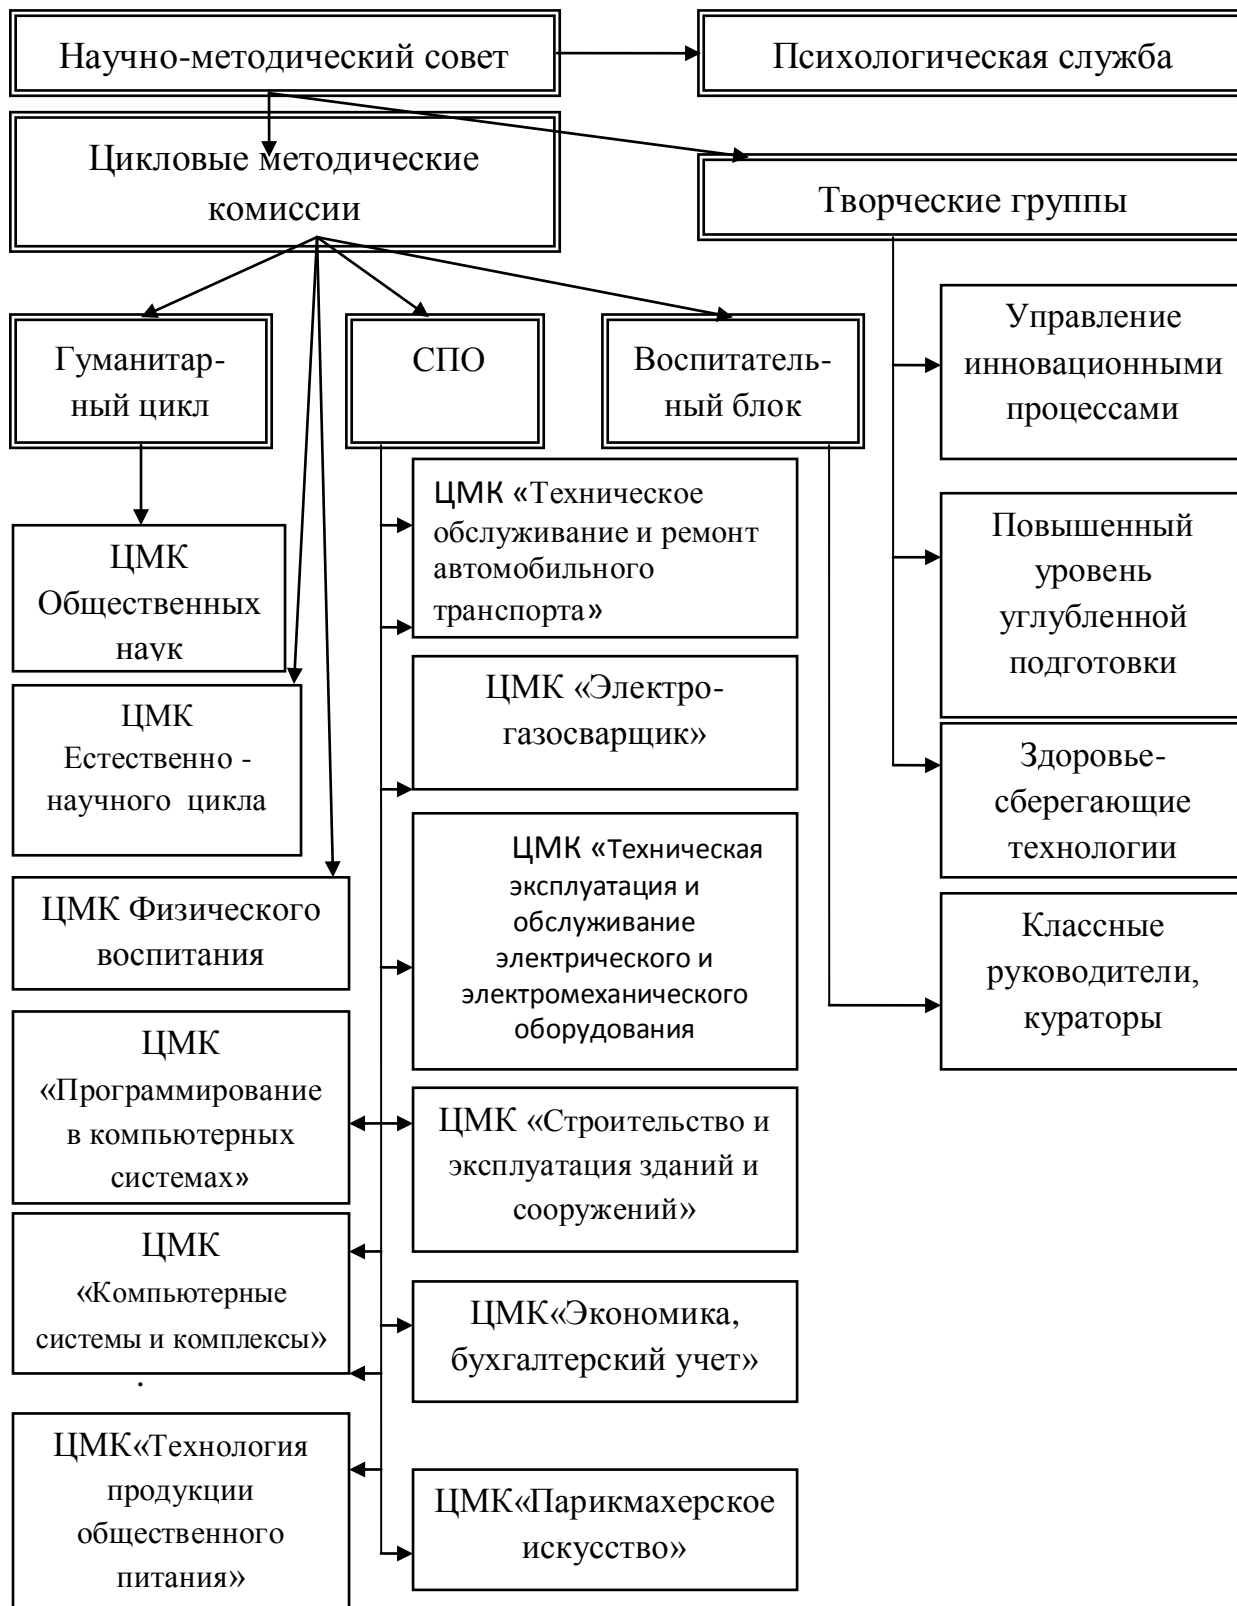 Научно-методический совет
Психологическая служба
Цикловые методические
комиссии
Творческие группы
Гуманитар-
ный цикл
СПО
Воспитатель-
ный блок
Управление
инновационными
процессами
ЦМК «Техническое
обслуживание и ремонт
автомобильного
транспорта»
Повышенный
уровень
углубленной
подготовки
ЦМК
Общественных
наук
ЦМК «Электро-
газосварщик»
ЦМК
Естественно -
научного цикла
Здоровье-
сберегающие
технологии
ЦМК «Техническая
эксплуатация и
обслуживание
электрического и
электромеханического
оборудования
ЦМК Физического
воспитания
Классные
руководители,
кураторы
ЦМК
«Программирование
в компьютерных
системах»
ЦМК «Строительство и
эксплуатация зданий и
сооружений»
ЦМК
«Компьютерные
системы и комплексы»
.
ЦМК«Экономика,
бухгалтерский учет»
ЦМК«Технология
продукции
общественного
питания»
ЦМК«Парикмахерское
искусство»